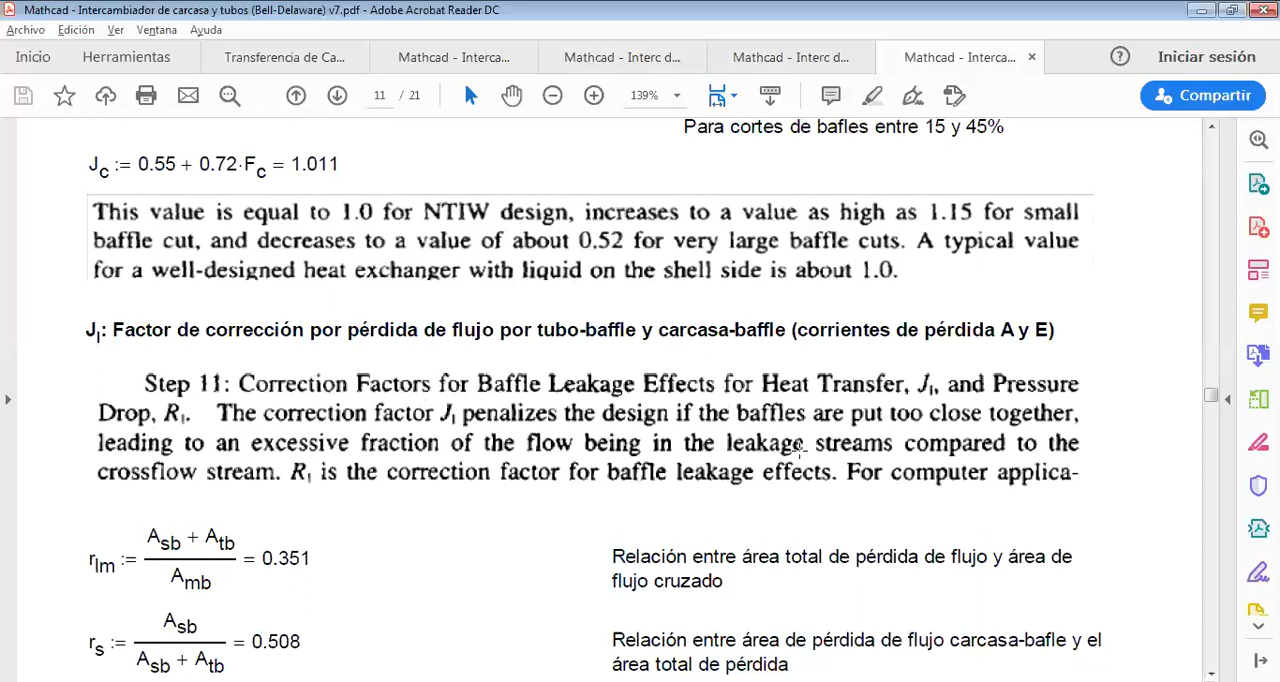 Mathcad - Intercambiador de carcasa y tubos (Bell-Delaware) v7.pdf - Adobe Acrobat Reader DC
Archivo Edición Ver Ventana Ayuda
Inicio Herramientas Transferencia de Ca... Mathcad - Interca... Mathcad - Interc d... Mathcad - Interc d... Mathcad - Interca... × ? Iniciar sesión
11 / 21 139% Compartir
Para cortes de bafles entre 15 y 45%
Jc := 0.55 + 0.72·Fc = 1.011
This value is equal to 1.0 for NTIW design, increases to a value as high as 1.15 for small
baffle cut, and decreases to a value of about 0.52 for very large baffle cuts. A typical value
for a well-designed heat exchanger with liquid on the shell side is about 1.0.
Jl: Factor de corrección por pérdida de flujo por tubo-baffle y carcasa-baffle (corrientes de pérdida A y E)
Step 11: Correction Factors for Baffle Leakage Effects for Heat Transfer, Jl, and Pressure
Drop, Rl. The correction factor Jl penalizes the design if the baffles are put too close together,
leading to an excessive fraction of the flow being in the leakage streams compared to the
crossflow stream. Rl is the correction factor for baffle leakage effects. For computer applica-
rlm := (Asb + Atb) / Amb = 0.351
Relación entre área total de pérdida de flujo y área de
flujo cruzado
rs := Asb / (Asb + Atb) = 0.508
Relación entre área de pérdida de flujo carcasa-bafle y el
área total de pérdida